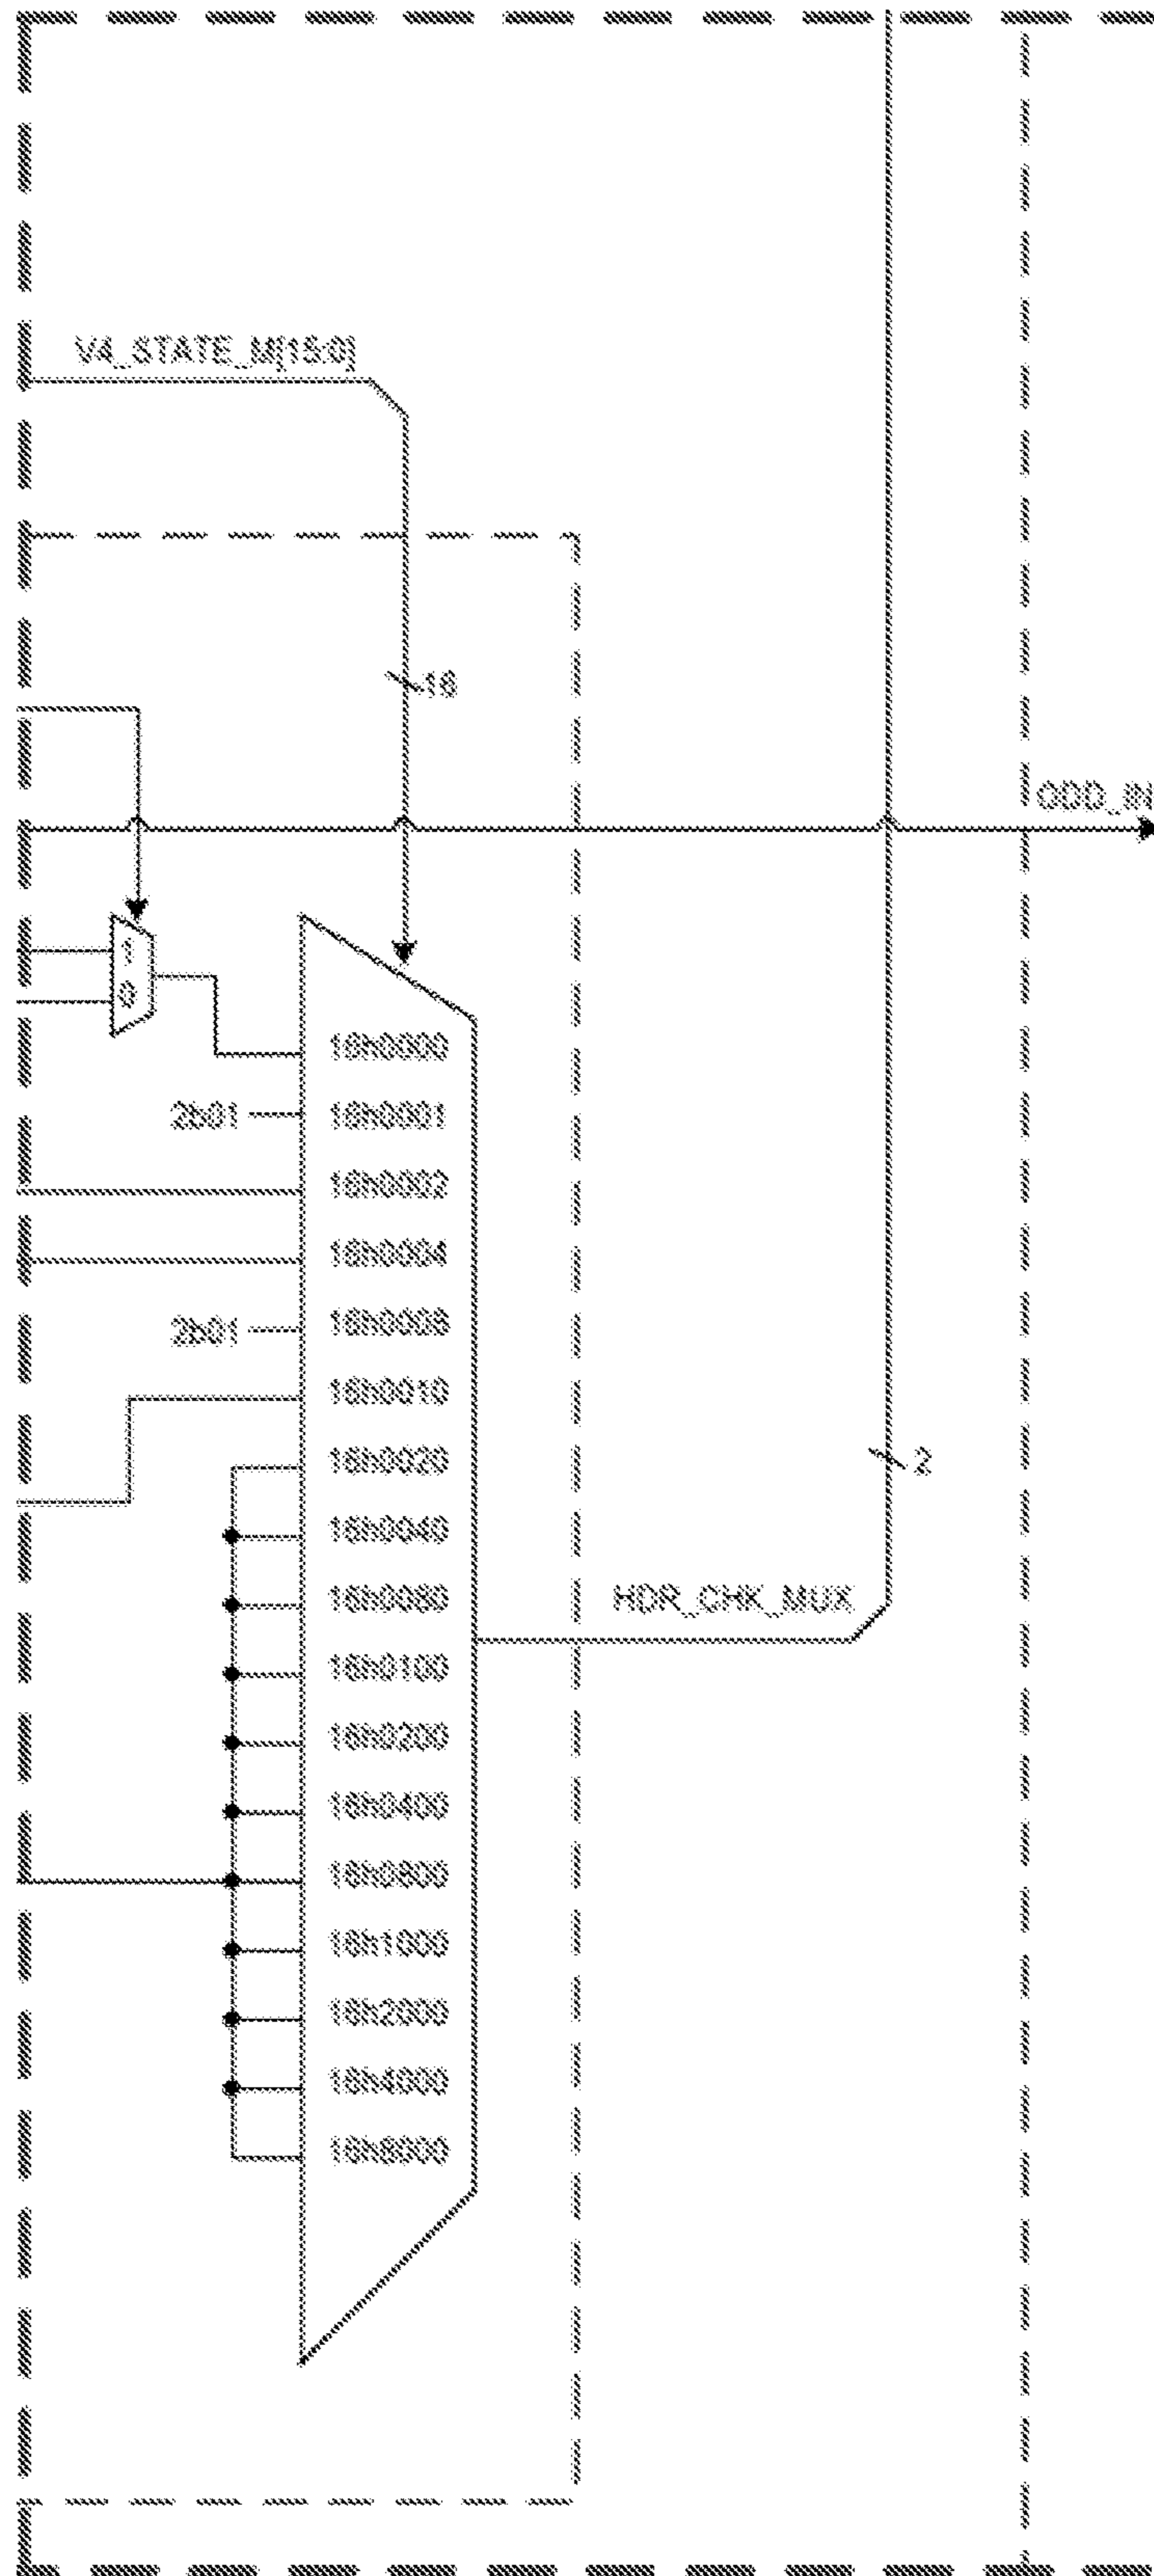 V4_STATE_M[15:0]
16
ODD_IN
1
0
16h0000
2b01
16h0001
16h0002
16h0004
2b01
16h0008
16h0010
16h0020
2
16h0040
16h0080
HDR_CHK_MUX
16h0100
16h0200
16h0400
16h0800
16h1000
16h2000
16h4000
16h8000